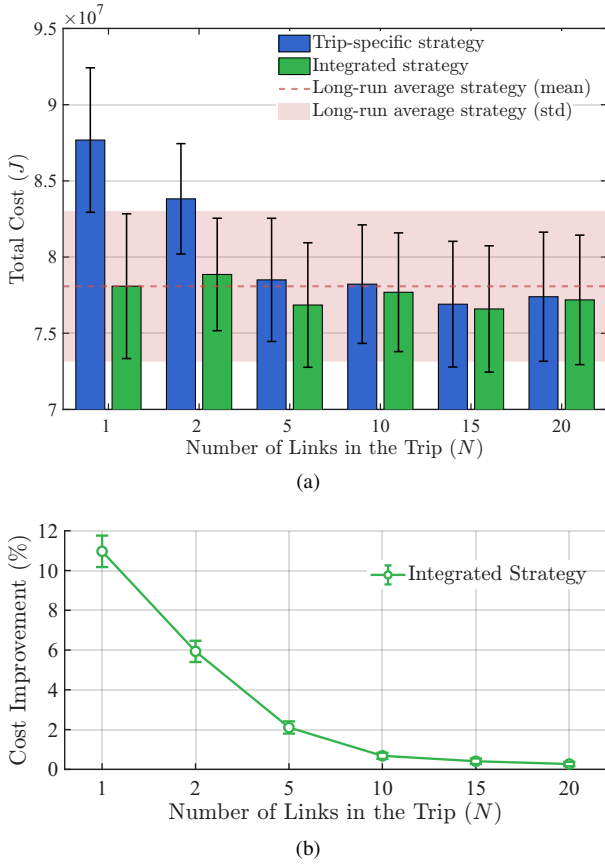 ×10⁷
9.5
9
8.5
8
7.5
7
Total Cost (J)
Trip-specific strategy
Integrated strategy
Long-run average strategy (mean)
Long-run average strategy (std)
1 2 5 10 15 20
Number of Links in the Trip (N)
(a)
12
10
8
6
4
2
0
Cost Improvement (%)
Integrated Strategy
1 2 5 10 15 20
Number of Links in the Trip (N)
(b)